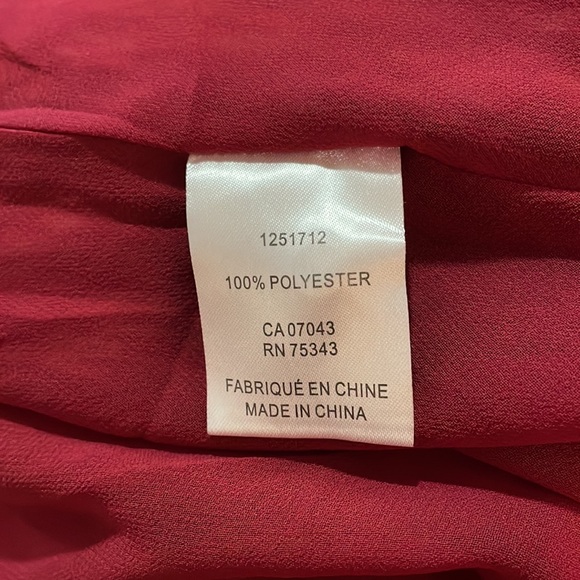 1251712
100% POLYESTER
CA 07043
RN 75343
FABRIQUÉ EN CHINE
MADE IN CHINA